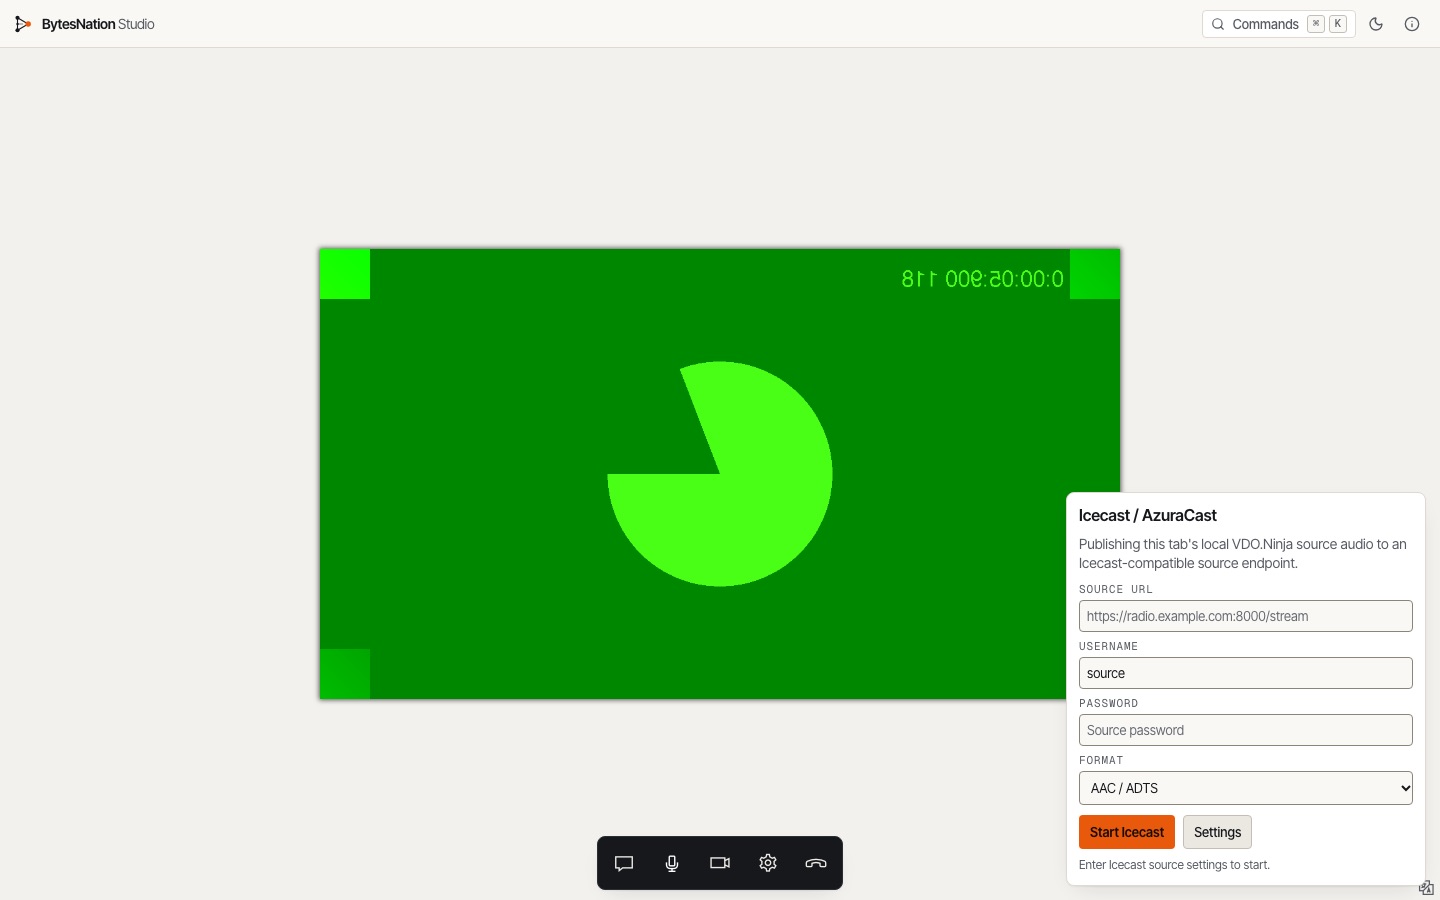 BytesNation Studio
Commands ⌘ K
0:00:05:900 118
Icecast / AzuraCast
Publishing this tab's local VDO.Ninja source audio to an
Icecast-compatible source endpoint.
SOURCE URL
https://radio.example.com:8000/stream
USERNAME
source
PASSWORD
Source password
FORMAT
AAC / ADTS
Start Icecast Settings
Enter Icecast source settings to start.